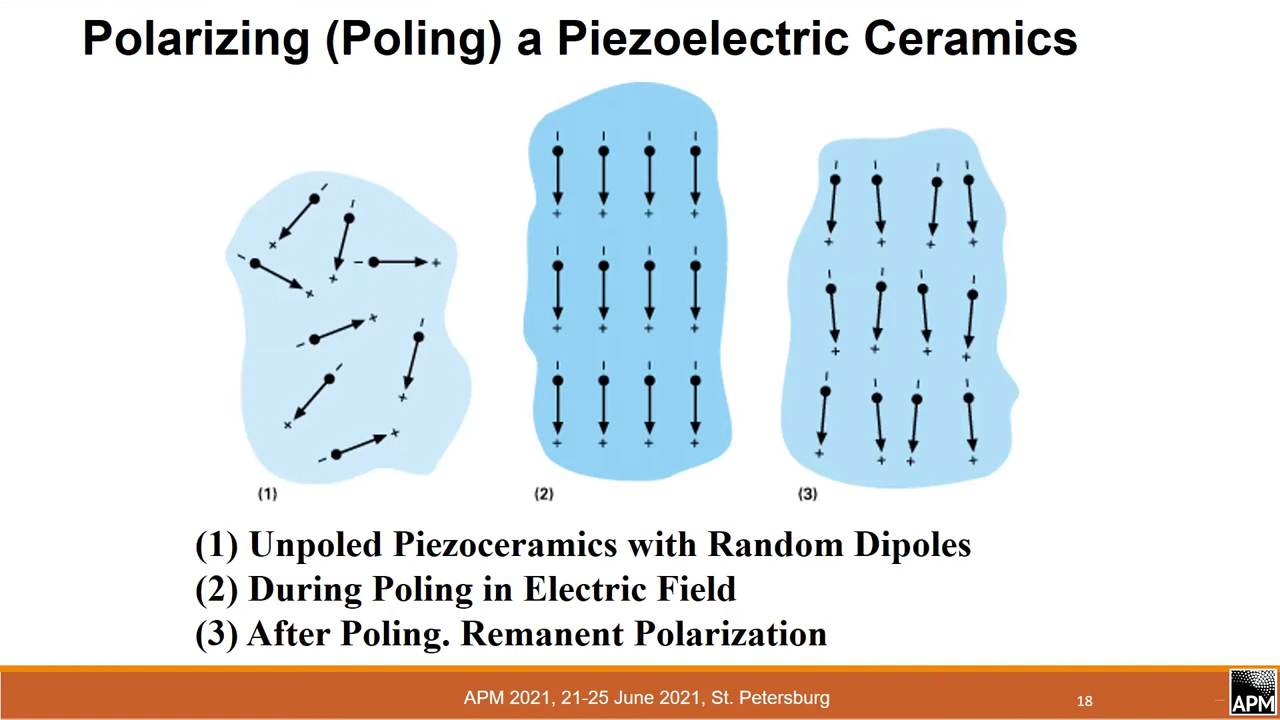 Polarizing (Poling) a Piezoelectric Ceramics
(1)
(2)
(3)
(1) Unpoled Piezoceramics with Random Dipoles
(2) During Poling in Electric Field
(3) After Poling. Remanent Polarization
APM 2021, 21-25 June 2021, St. Petersburg
18
APM